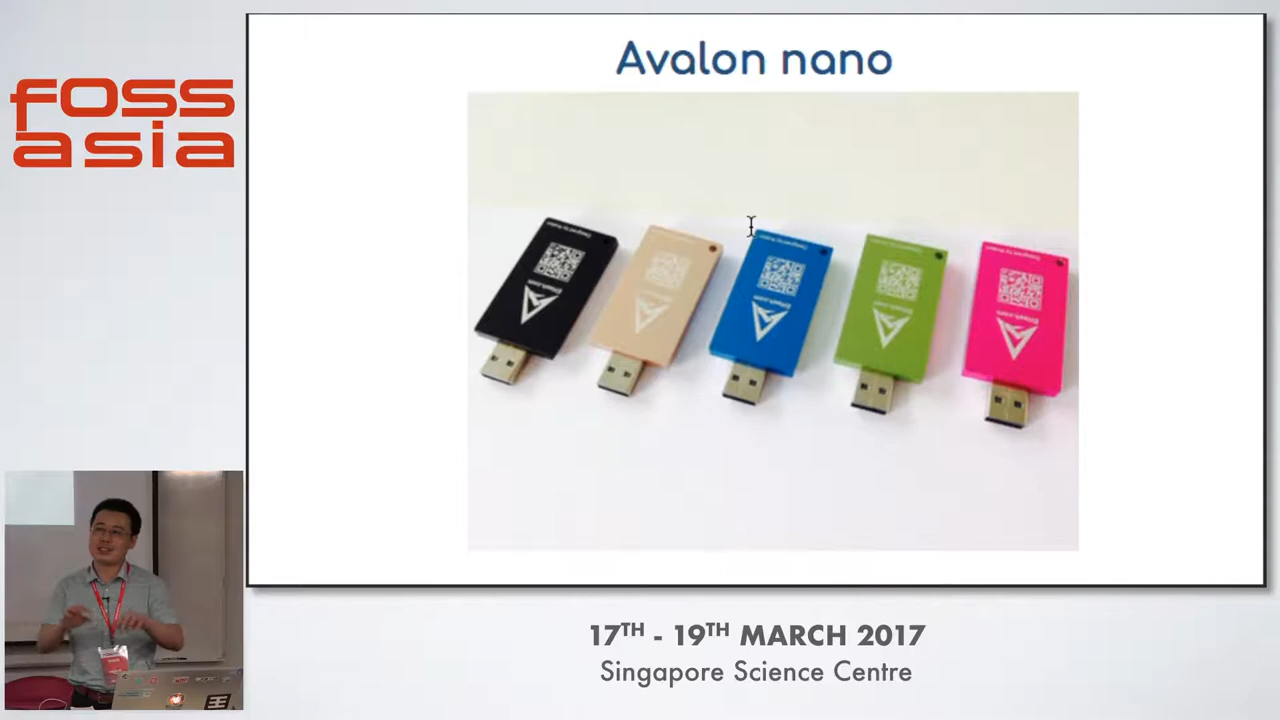 foss
asia
Avalon nano
17TH - 19TH MARCH 2017
Singapore Science Centre